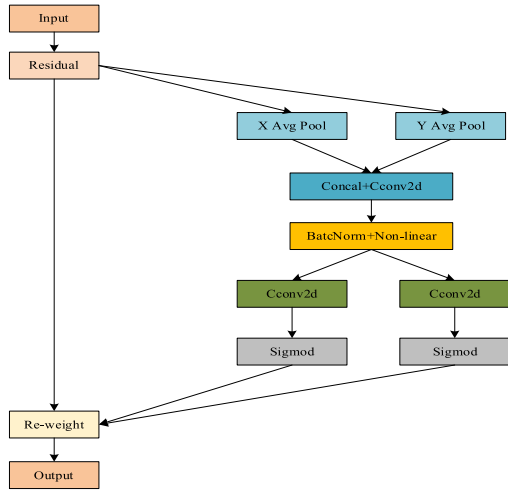 Input
Residual
X Avg Pool
Y Avg Pool
Concal+Cconv2d
BatcNorm+Non-linear
Cconv2d
Cconv2d
Sigmod
Sigmod
Re-weight
Output